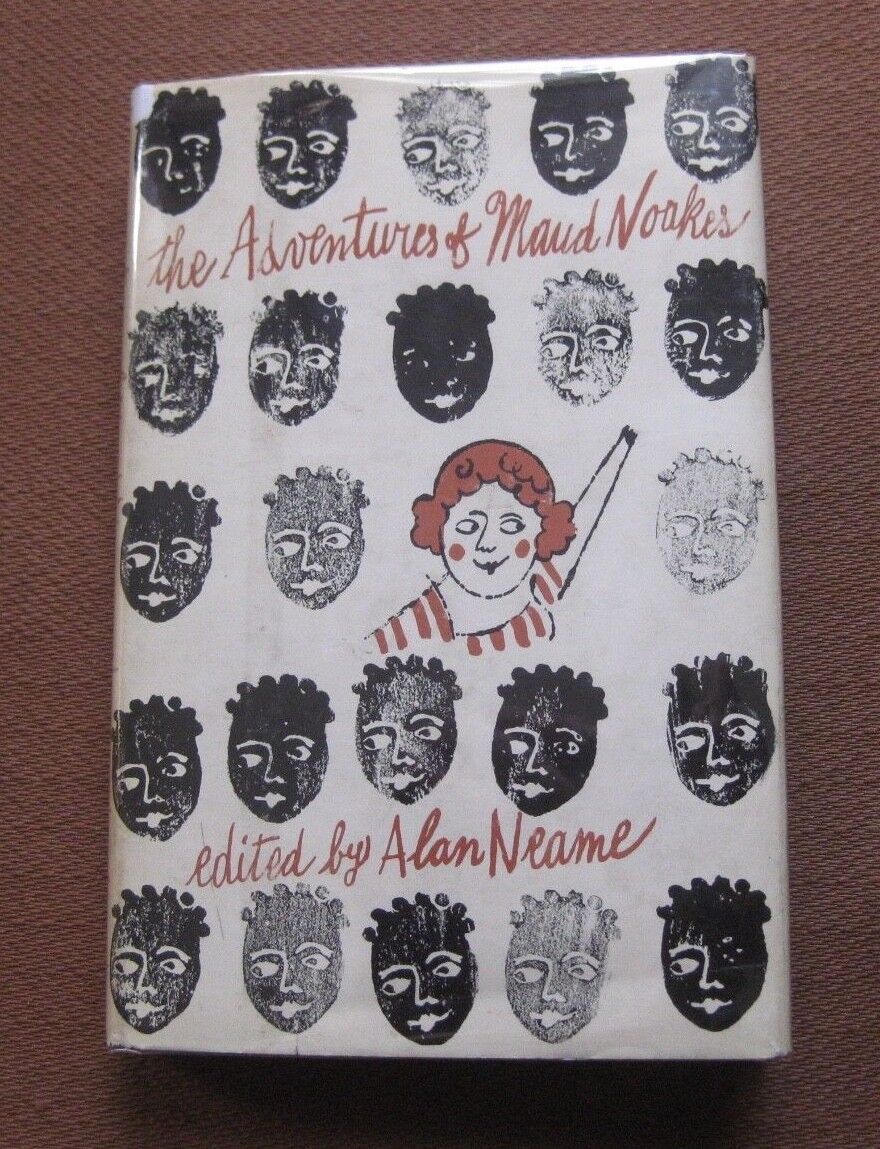 the Adventures of Maud Noakes
edited by Alan Neame